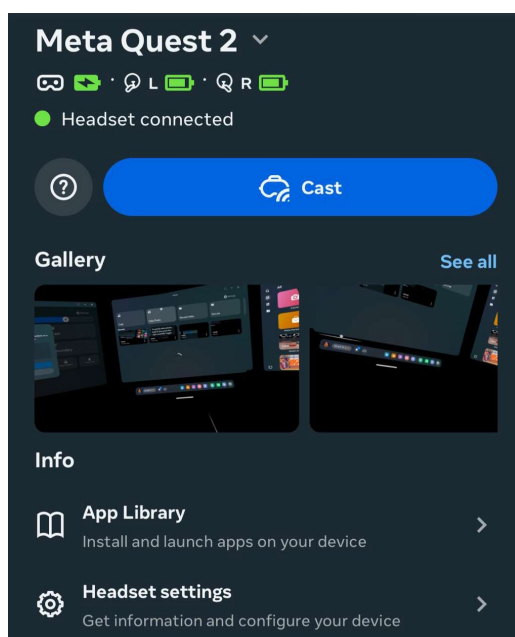 Meta Quest 2
L R
Headset connected
Cast
Gallery See all
Info
App Library
Install and launch apps on your device
Headset settings
Get information and configure your device